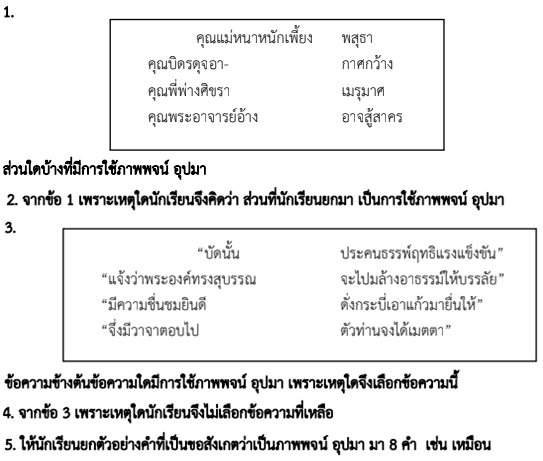 1.
คุณแม่หนาหนักเพี้ยง พสุธา
คุณบิดรดุจอา- กาศกว้าง
คุณพี่พ่างศิขรา เมรุมาศ
คุณพระอาจารย์อ้าง อาจสู้สาคร
ส่วนใดบ้างที่มีการใช้ภาพพจน์ อุปมา
2. จากข้อ 1 เพราะเหตุใดนักเรียนจึงคิดว่า ส่วนที่นักเรียนยกมา เป็นการใช้ภาพพจน์ อุปมา
3.
“บัดนั้น ประคนธรรพ์ฤทธิแรงแข็งขัน”
“แจ้งว่าพระองค์ทรงสุบรรณ จะไปมล้างอาธรรม์ให้บรรลัย”
“มีความชื่นชมยินดี ดั่งกระบี่เอาแก้วมายื่นให้”
“จึ่งมีวาจาตอบไป ตัวท่านจงได้เมตตา”
ข้อความข้างต้นข้อความใดมีการใช้ภาพพจน์ อุปมา เพราะเหตุใดจึงเลือกข้อความนี้
4. จากข้อ 3 เพราะเหตุใดนักเรียนจึงไม่เลือกข้อความที่เหลือ
5. ให้นักเรียนยกตัวอย่างคำที่เป็นขอสังเกตว่าเป็นภาพพจน์ อุปมา มา 8 คำ เช่น เหมือน